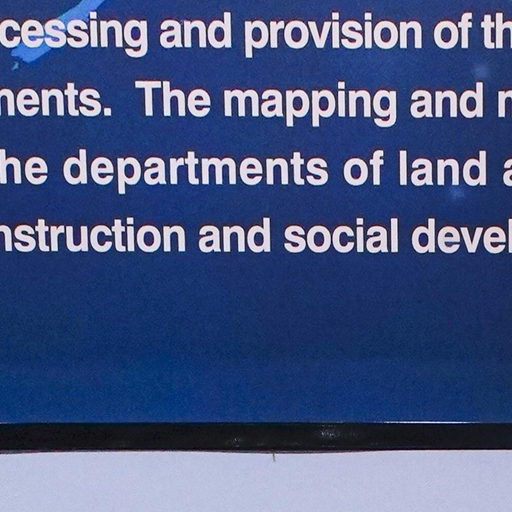 cessing and provision of th
ments. The mapping and
he departments of land a
nstruction and social devel